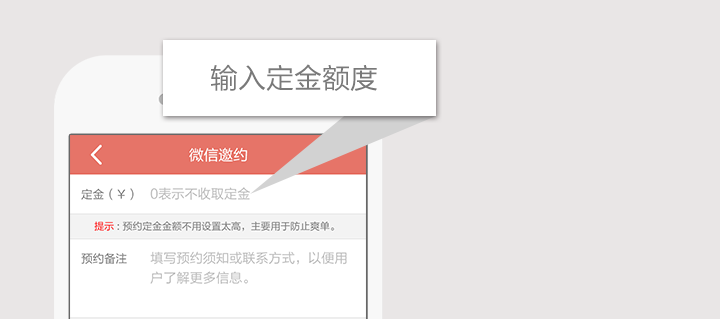 输入定金额度
微信邀约
定金（￥） 0表示不收取定金
提示：预约定金金额不用设置太高，主要用于防止爽单。
预约备注 填写预约须知或联系方式，以便用
户了解更多信息。